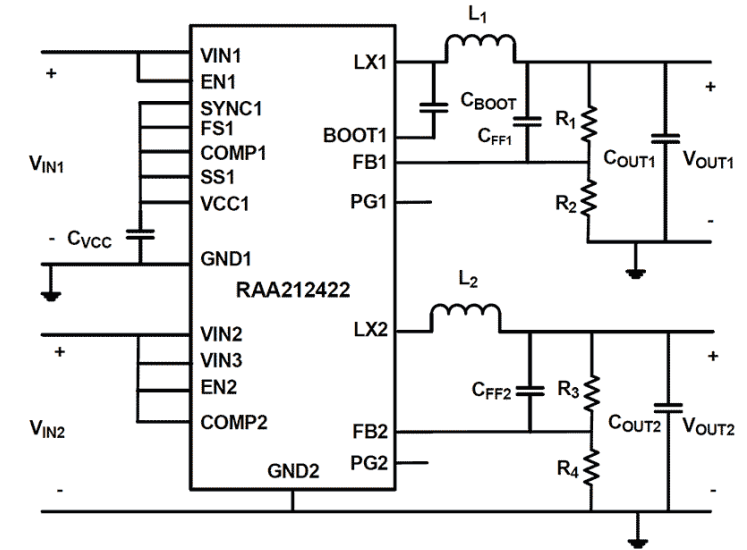 L1
VIN1
EN1
SYNC1
FS1
COMP1
SS1
VCC1
GND1
LX1
BOOT1
FB1
PG1
CBOOT
CFF1
R1
R2
COUT1
+
VOUT1
-
+
VIN1
-
CVCC
RAA212422
L2
VIN2
VIN3
EN2
COMP2
GND2
LX2
FB2
PG2
CFF2
R3
R4
COUT2
+
VOUT2
-
+
VIN2
-